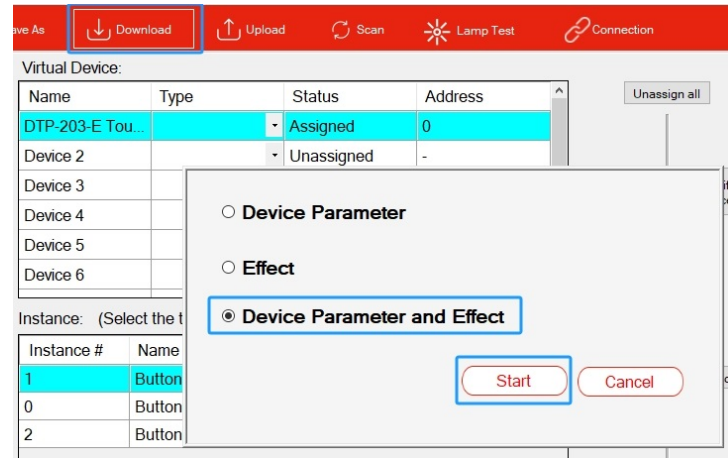 ave As Download Upload Scan Lamp Test Connection
Virtual Device:
Unassign all
Name Type Status Address
DTP-203-E Tou... Assigned 0
Device 2 Unassigned -
Device 3
Device 4
Device 5
Device 6
Device Parameter
Effect
Device Parameter and Effect
Start Cancel
Instance: (Select the t
Instance # Name
1 Button
0 Button
2 Button